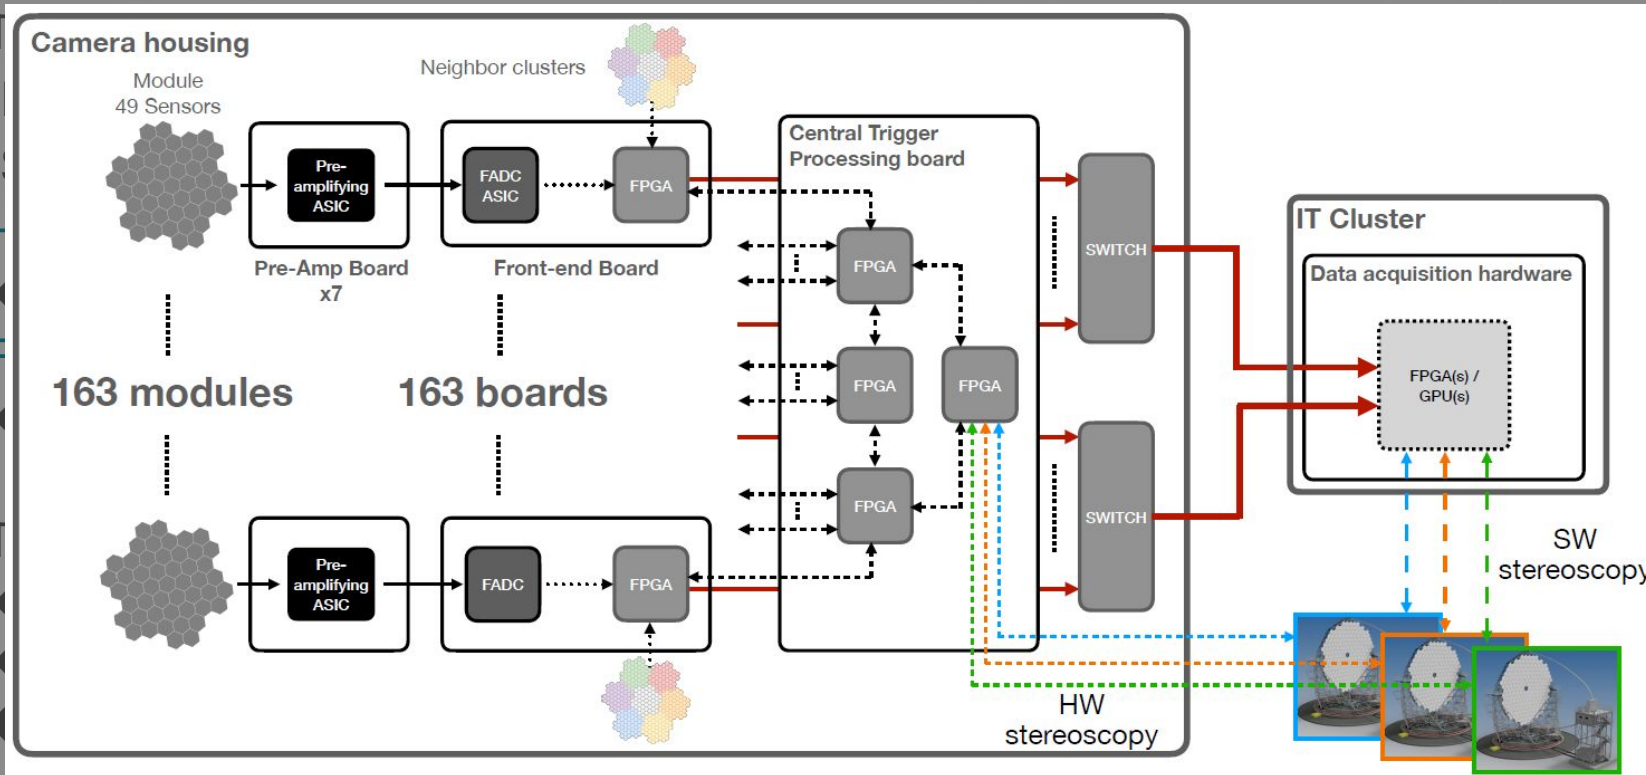 Camera housing
Module
49 Sensors
Neighbor clusters
Pre-
amplifying
ASIC
FADC
ASIC
FPGA
Pre-Amp Board
x7
Front-end Board
Central Trigger
Processing board
FPGA
FPGA
FPGA
FPGA
SWITCH
SWITCH
163 modules
163 boards
Pre-
amplifying
ASIC
FADC
FPGA
IT Cluster
Data acquisition hardware
FPGA(s) /
GPU(s)
SW
stereoscopy
HW
stereoscopy